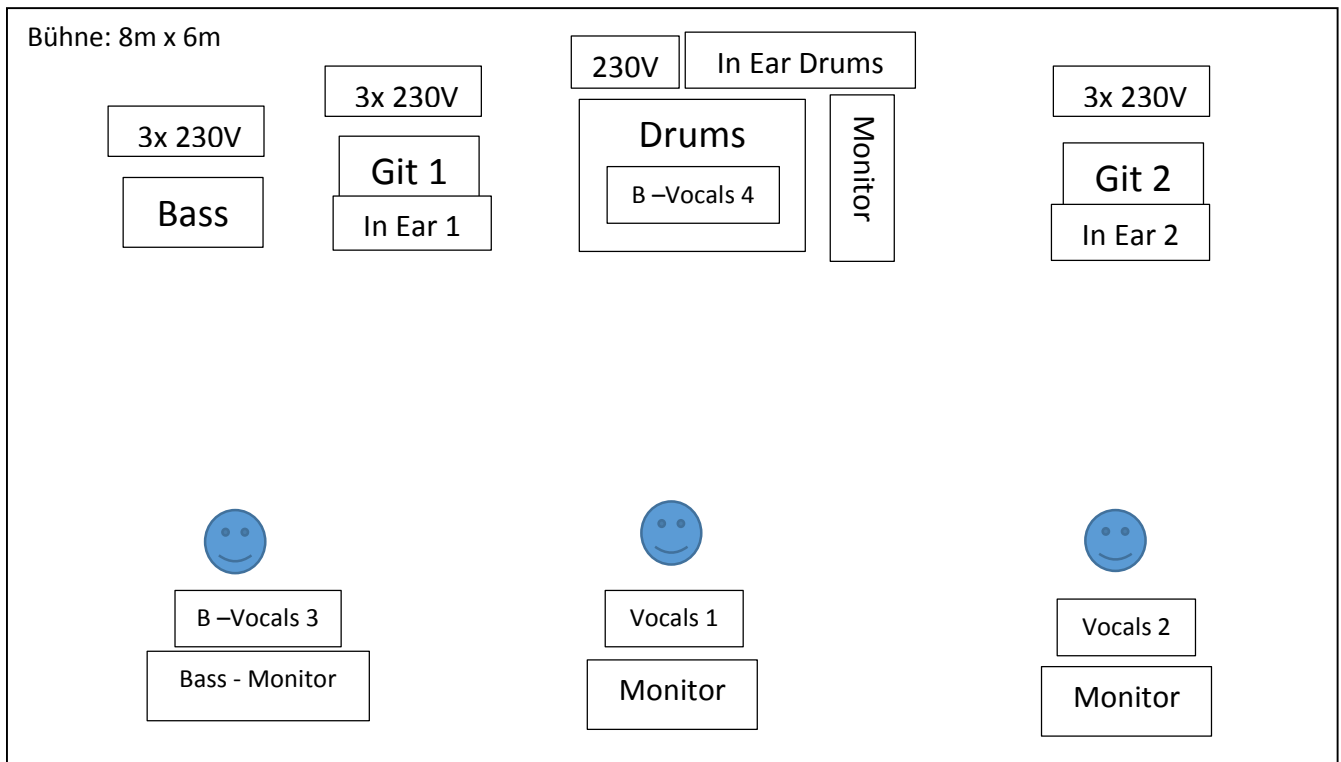 Bühne: 8m x 6m
230V
In Ear Drums
3x 230V
3x 230V
3x 230V
Drums
Monitor
Git 1
Git 2
B –Vocals 4
Bass
In Ear 1
In Ear 2
B –Vocals 3
Vocals 1
Vocals 2
Bass - Monitor
Monitor
Monitor